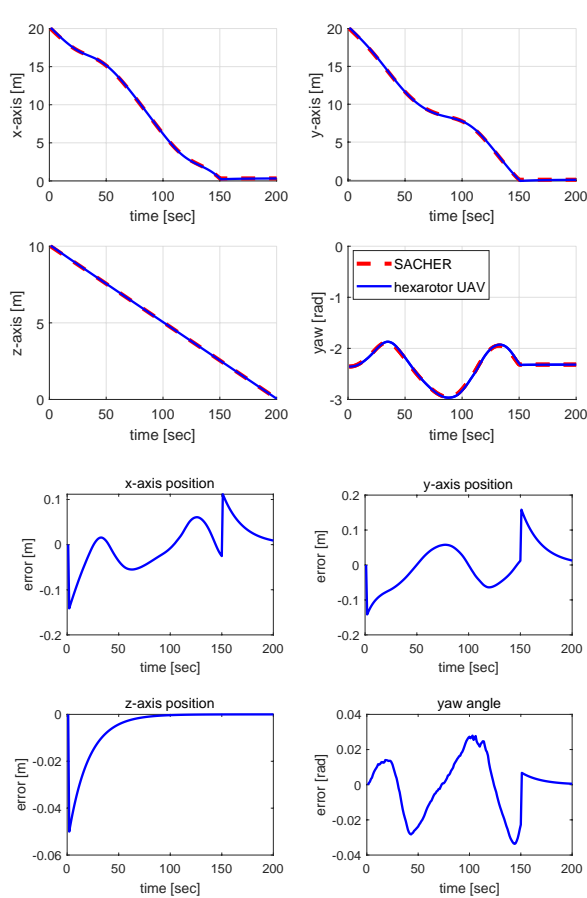 20
15
10
5
0
x-axis [m]
0 50 100 150 200
time [sec]
20
15
10
5
0
y-axis [m]
0 50 100 150 200
time [sec]
10
5
0
z-axis [m]
0 50 100 150 200
time [sec]
0
-1
-2
-3
yaw [rad]
SACHER
hexarotor UAV
0 50 100 150 200
time [sec]
x-axis position
0.1
0
-0.1
-0.2
error [m]
0 50 100 150 200
time [sec]
y-axis position
0.2
0.1
0
-0.1
-0.2
error [m]
0 50 100 150 200
time [sec]
z-axis position
0
-0.02
-0.04
-0.06
error [m]
0 50 100 150 200
time [sec]
yaw angle
0.04
0.02
0
-0.02
-0.04
error [rad]
0 50 100 150 200
time [sec]